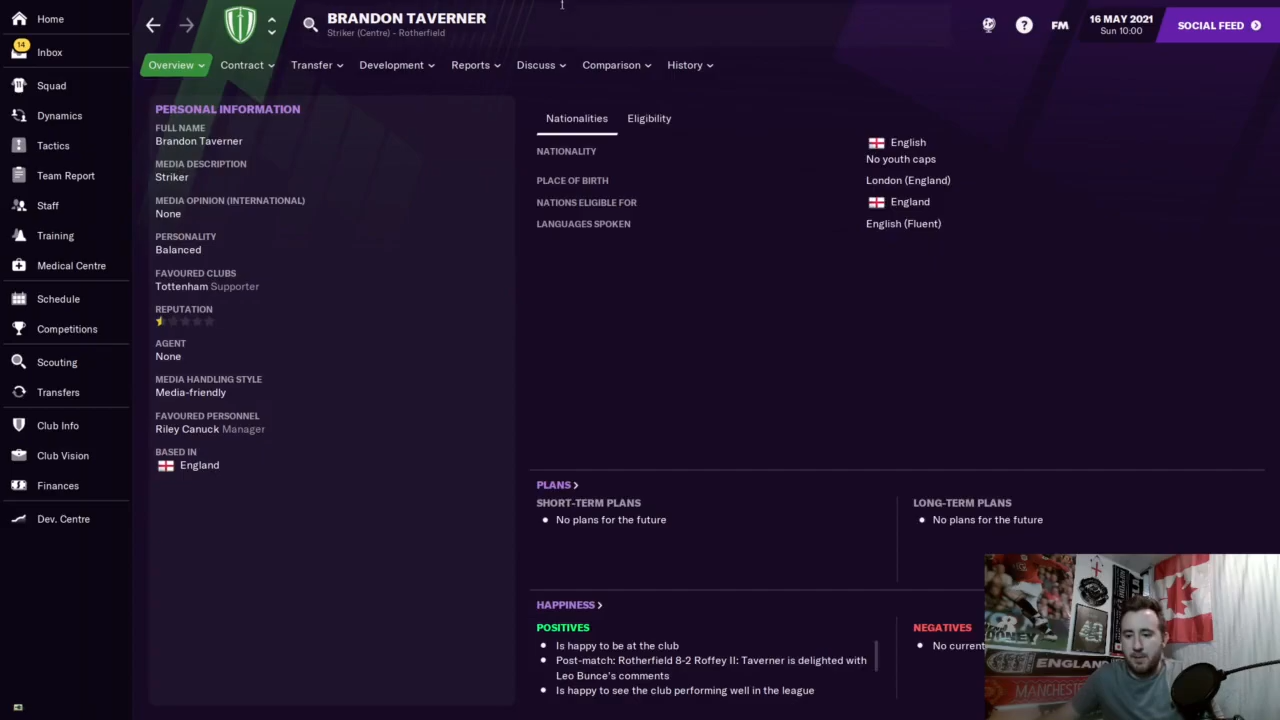 Home
14
Inbox
Squad
Dynamics
Tactics
Team Report
Staff
Training
Medical Centre
Schedule
Competitions
Scouting
Transfers
Club Info
Club Vision
Finances
Dev. Centre
BRANDON TAVERNER
Striker (Centre) - Rotherfield
?
FM
16 MAY 2021
Sun 10:00
SOCIAL FEED
Overview
Contract
Transfer
Development
Reports
Discuss
Comparison
History
PERSONAL INFORMATION
FULL NAME
Brandon Taverner
MEDIA DESCRIPTION
Striker
MEDIA OPINION (INTERNATIONAL)
None
PERSONALITY
Balanced
FAVOURED CLUBS
Tottenham Supporter
REPUTATION
AGENT
None
MEDIA HANDLING STYLE
Media-friendly
FAVOURED PERSONNEL
Riley Canuck Manager
BASED IN
England
Nationalities
Eligibility
NATIONALITY
English
No youth caps
PLACE OF BIRTH
London (England)
NATIONS ELIGIBLE FOR
England
LANGUAGES SPOKEN
English (Fluent)
PLANS
SHORT-TERM PLANS
No plans for the future
LONG-TERM PLANS
No plans for the future
HAPPINESS
POSITIVES
Is happy to be at the club
Post-match: Rotherfield 8-2 Roffey II: Taverner is delighted with
Leo Bunce's comments
Is happy to see the club performing well in the league
NEGATIVES
No current
ENGLAND
MANCHESTE